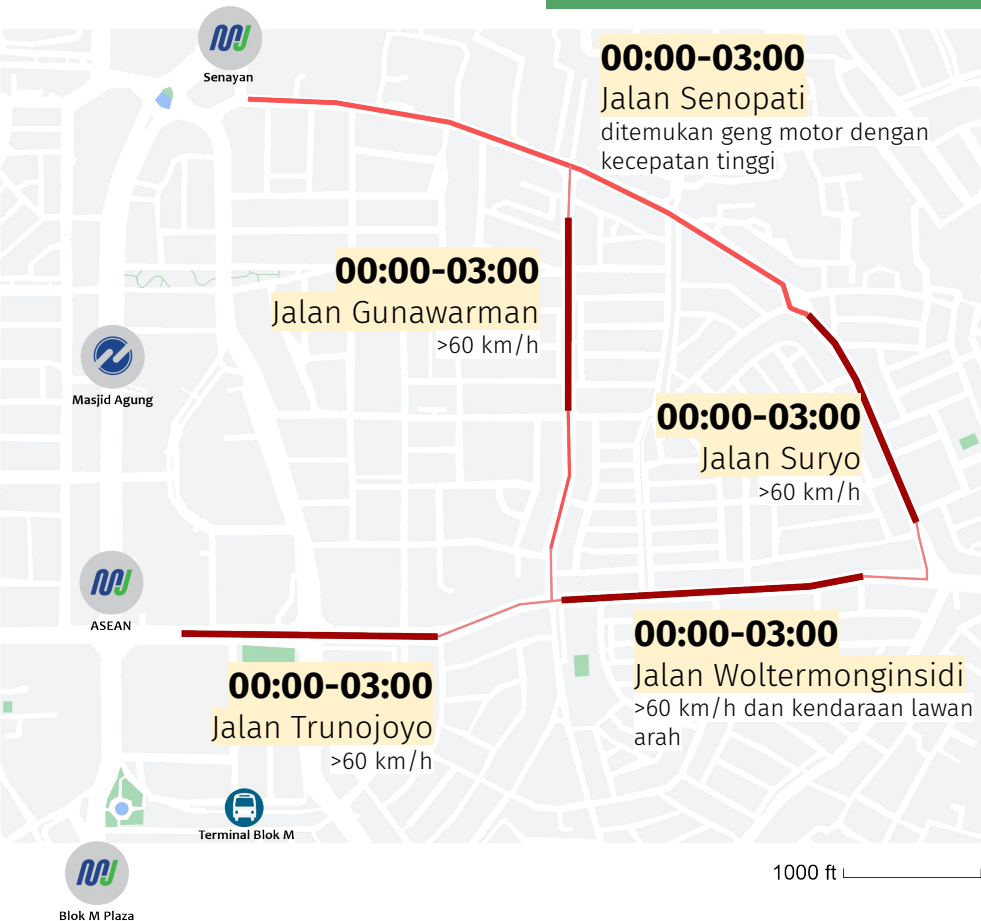 Senayan
00:00-03:00
Jalan Senopati
ditemukan geng motor dengan
kecepatan tinggi
00:00-03:00
Jalan Gunawarman
>60 km/h
Masjid Agung
00:00-03:00
Jalan Suryo
>60 km/h
ASEAN
00:00-03:00
Jalan Woltermonginsidi
>60 km/h dan kendaraan lawan
arah
00:00-03:00
Jalan Trunojoyo
>60 km/h
Terminal Blok M
1000 ft
Blok M Plaza